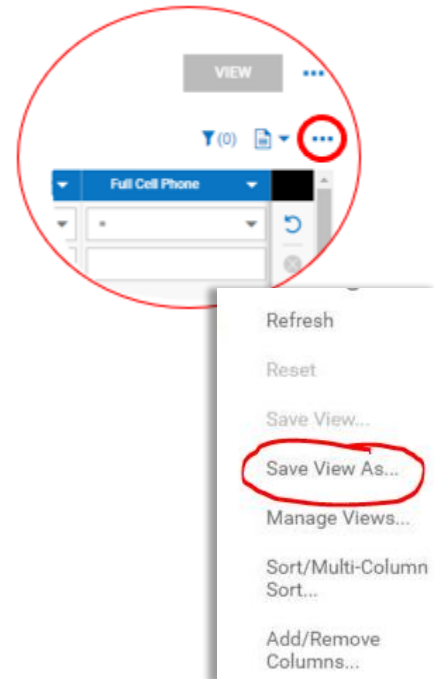 VIEW
(0)
Full Cell Phone
=
Refresh
Reset
Save View...
Save View As...
Manage Views...
Sort/Multi-Column
Sort...
Add/Remove
Columns...